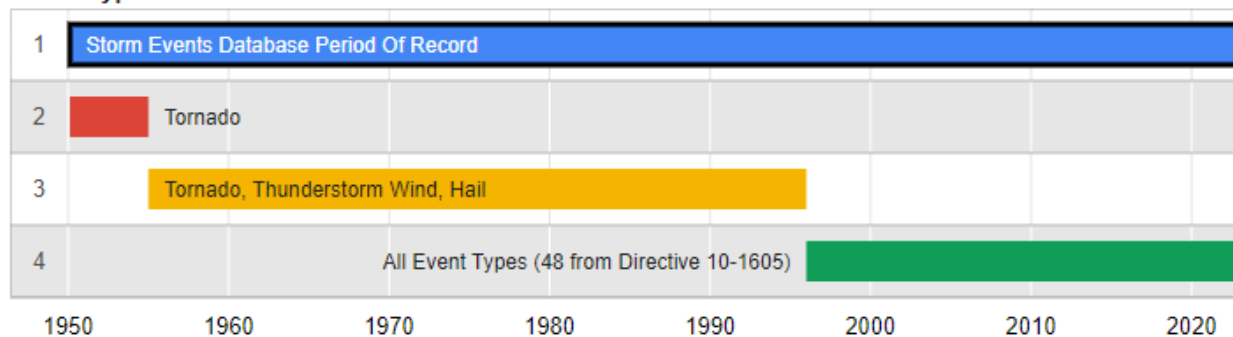 1 Storm Events Database Period Of Record
2 Tornado
3 Tornado, Thunderstorm Wind, Hail
4 All Event Types (48 from Directive 10-1605)
1950 1960 1970 1980 1990 2000 2010 2020